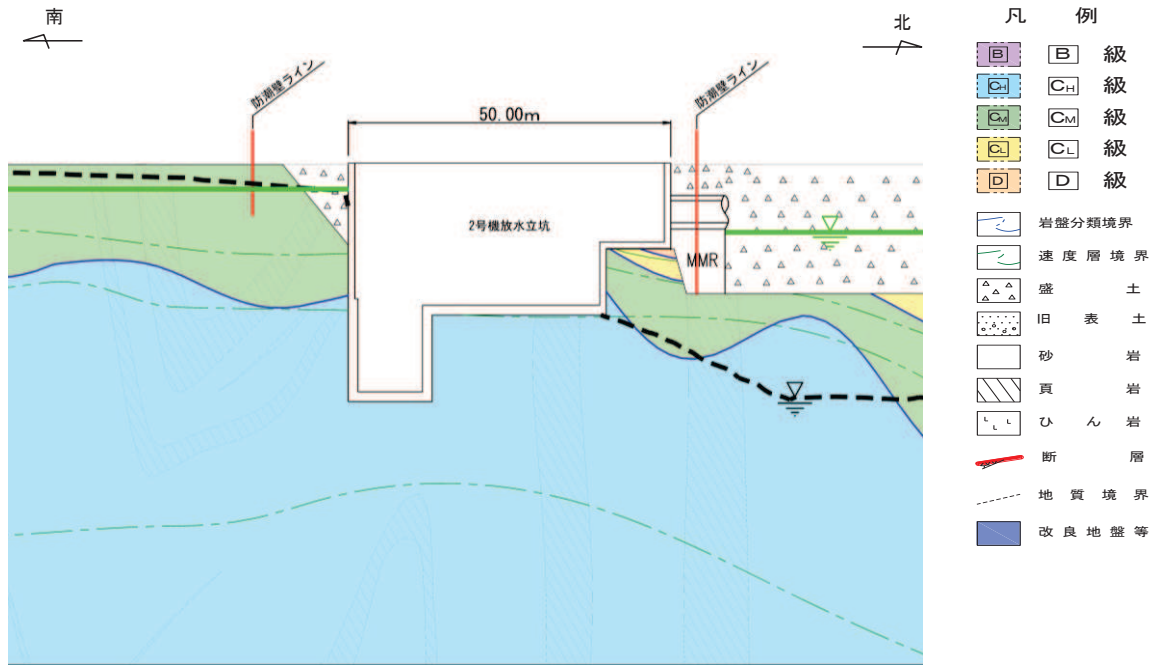 南
北
防潮壁ライン
50.00m
防潮壁ライン
2号機放水立坑
MMR
凡 例
B B 級
CH CH 級
CM CM 級
CL CL 級
D D 級
岩盤分類境界
速度層境界
盛土
旧表土
砂岩
頁岩
ひん岩
断層
地質境界
改良地盤等